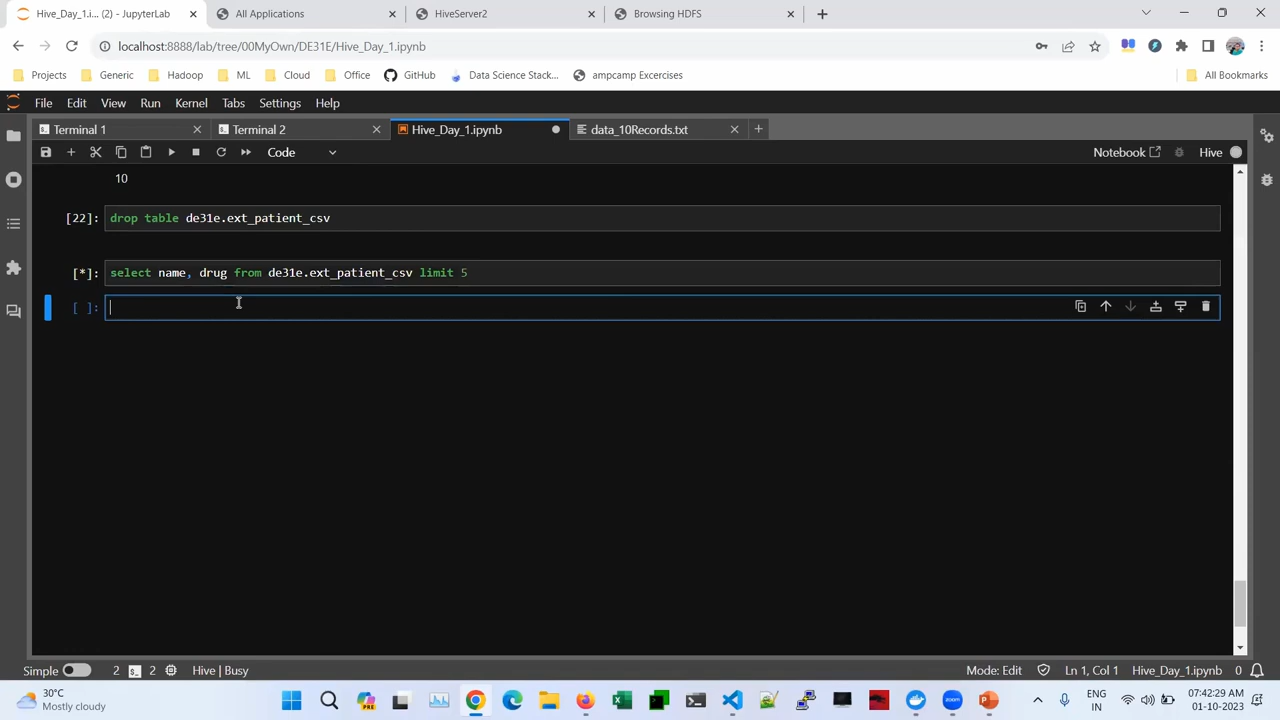 Hive_Day_1.i... (2) - JupyterLab
All Applications
HiveServer2
Browsing HDFS
localhost:8888/lab/tree/00MyOwn/DE31E/Hive_Day_1.ipynb
Projects
Generic
Hadoop
ML
Cloud
Office
GitHub
Data Science Stack...
ampcamp Excercises
All Bookmarks
File Edit View Run Kernel Tabs Settings Help
Terminal 1
Terminal 2
Hive_Day_1.ipynb
data_10Records.txt
Code
Notebook
Hive
10
[22]: drop table de31e.ext_patient_csv
[*]: select name, drug from de31e.ext_patient_csv limit 5
[ ]:
Simple 2 2 Hive | Busy
Mode: Edit Ln 1, Col 1 Hive_Day_1.ipynb 0
30°C
Mostly cloudy
PRE
ENG
IN
07:42:29 AM
01-10-2023